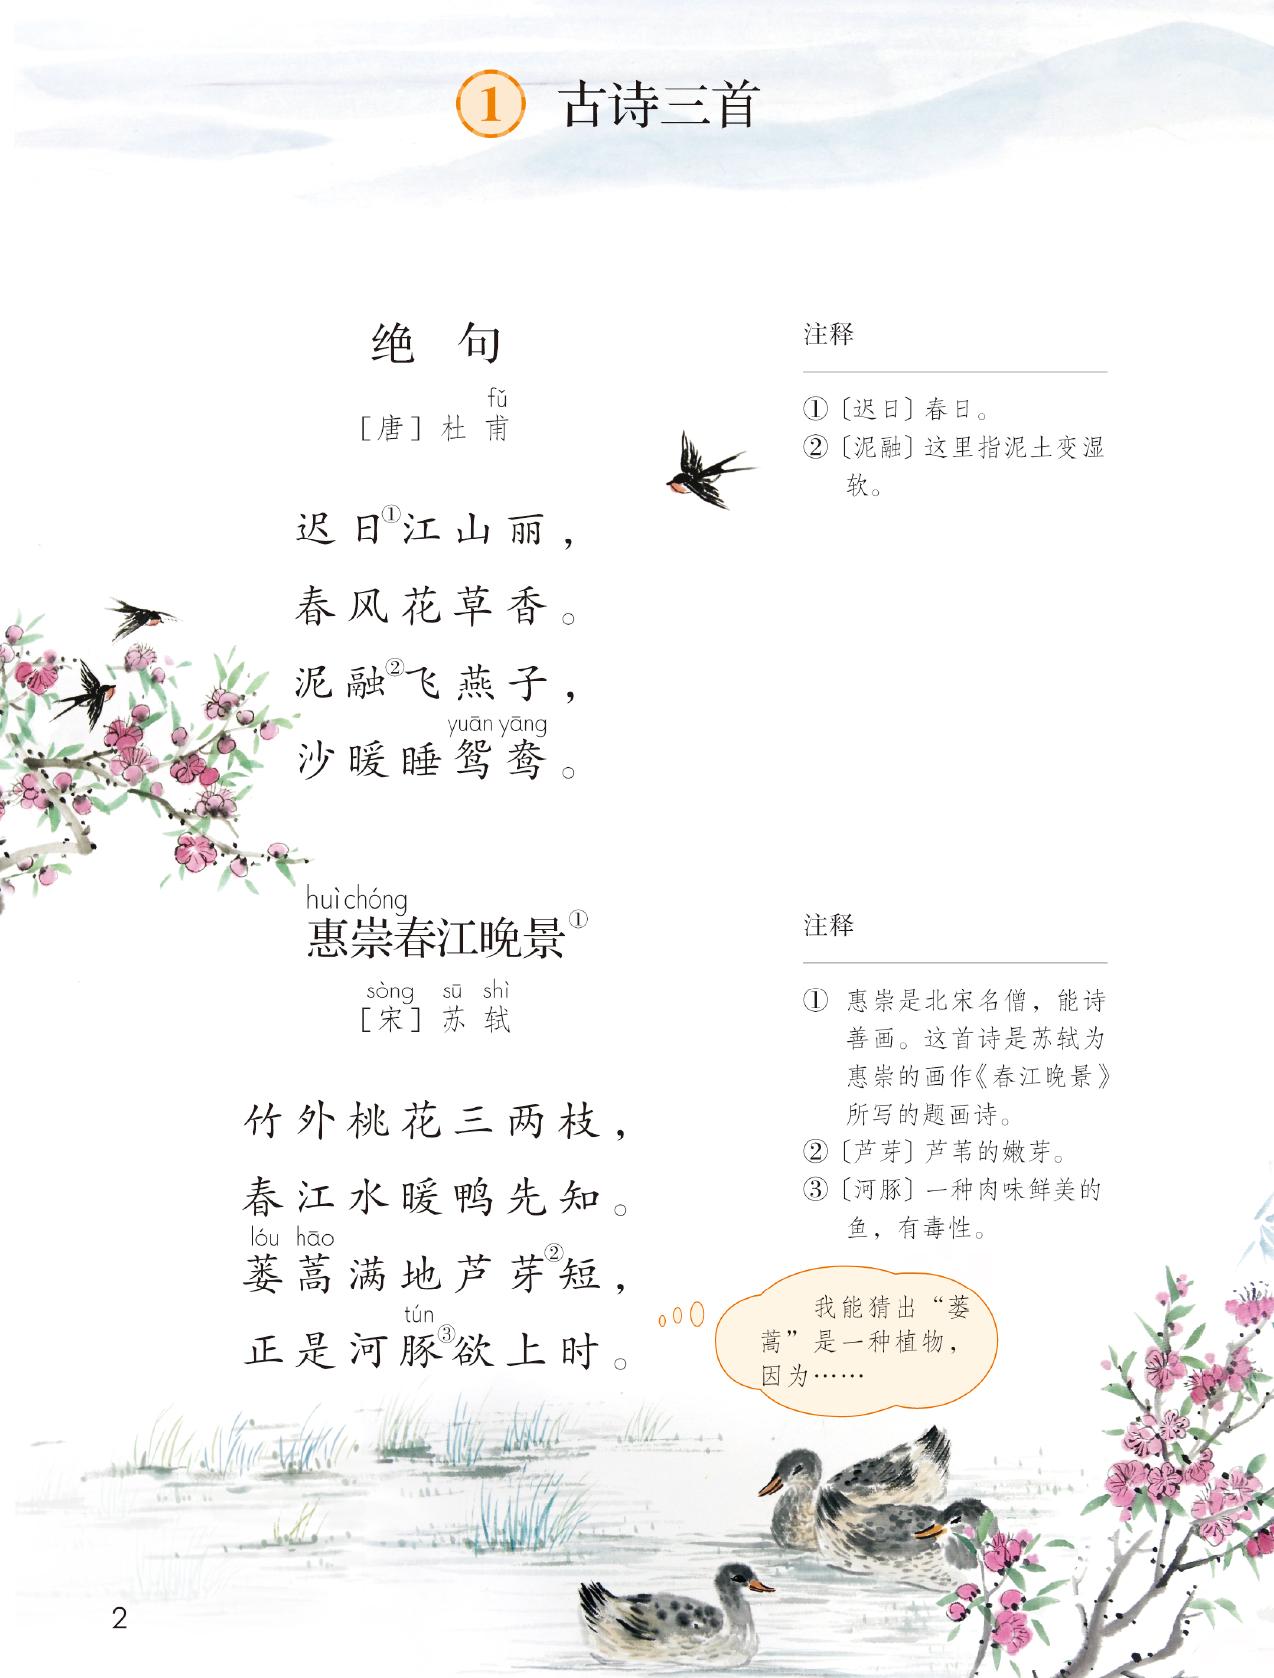 1 古诗三首
绝句
fǔ
［唐］杜甫
迟日①江山丽，
春风花草香。
泥融②飞燕子，
yuān yāng
沙暖睡鸳鸯。
注释
①〔迟日〕春日。
②〔泥融〕这里指泥土变湿
软。
huì chóng
惠崇春江晚景①
sòng sū shì
［宋］苏轼
竹外桃花三两枝，
春江水暖鸭先知。
lóu hāo
蒌蒿满地芦芽②短，
tún
正是河豚③欲上时。
注释
① 惠崇是北宋名僧，能诗
善画。这首诗是苏轼为
惠崇的画作《春江晚景》
所写的题画诗。
②〔芦芽〕芦苇的嫩芽。
③〔河豚〕一种肉味鲜美的
鱼，有毒性。
我能猜出“蒌
蒿”是一种植物，
因为……
2